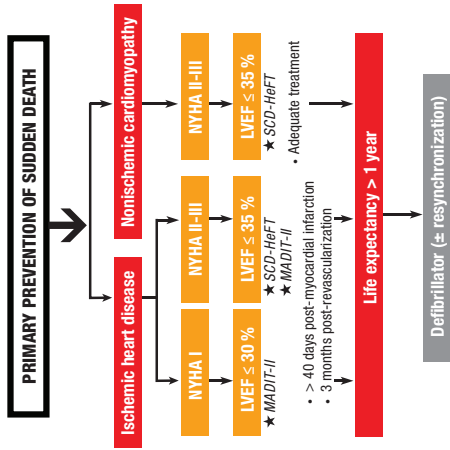 PRIMARY PREVENTION OF SUDDEN DEATH
Ischemic heart disease
Nonischemic cardiomyopathy
NYHA I
NYHA II-III
NYHA II-III
LVEF ≤ 30 %
LVEF ≤ 35 %
LVEF ≤ 35 %
★ MADIT-II
★ SCD-HeFT
★ MADIT-II
★ SCD-HeFT
• Adequate treatment
• > 40 days post-myocardial infarction
• 3 months post-revascularization
Life expectancy > 1 year
Defibrillator (± resynchronization)